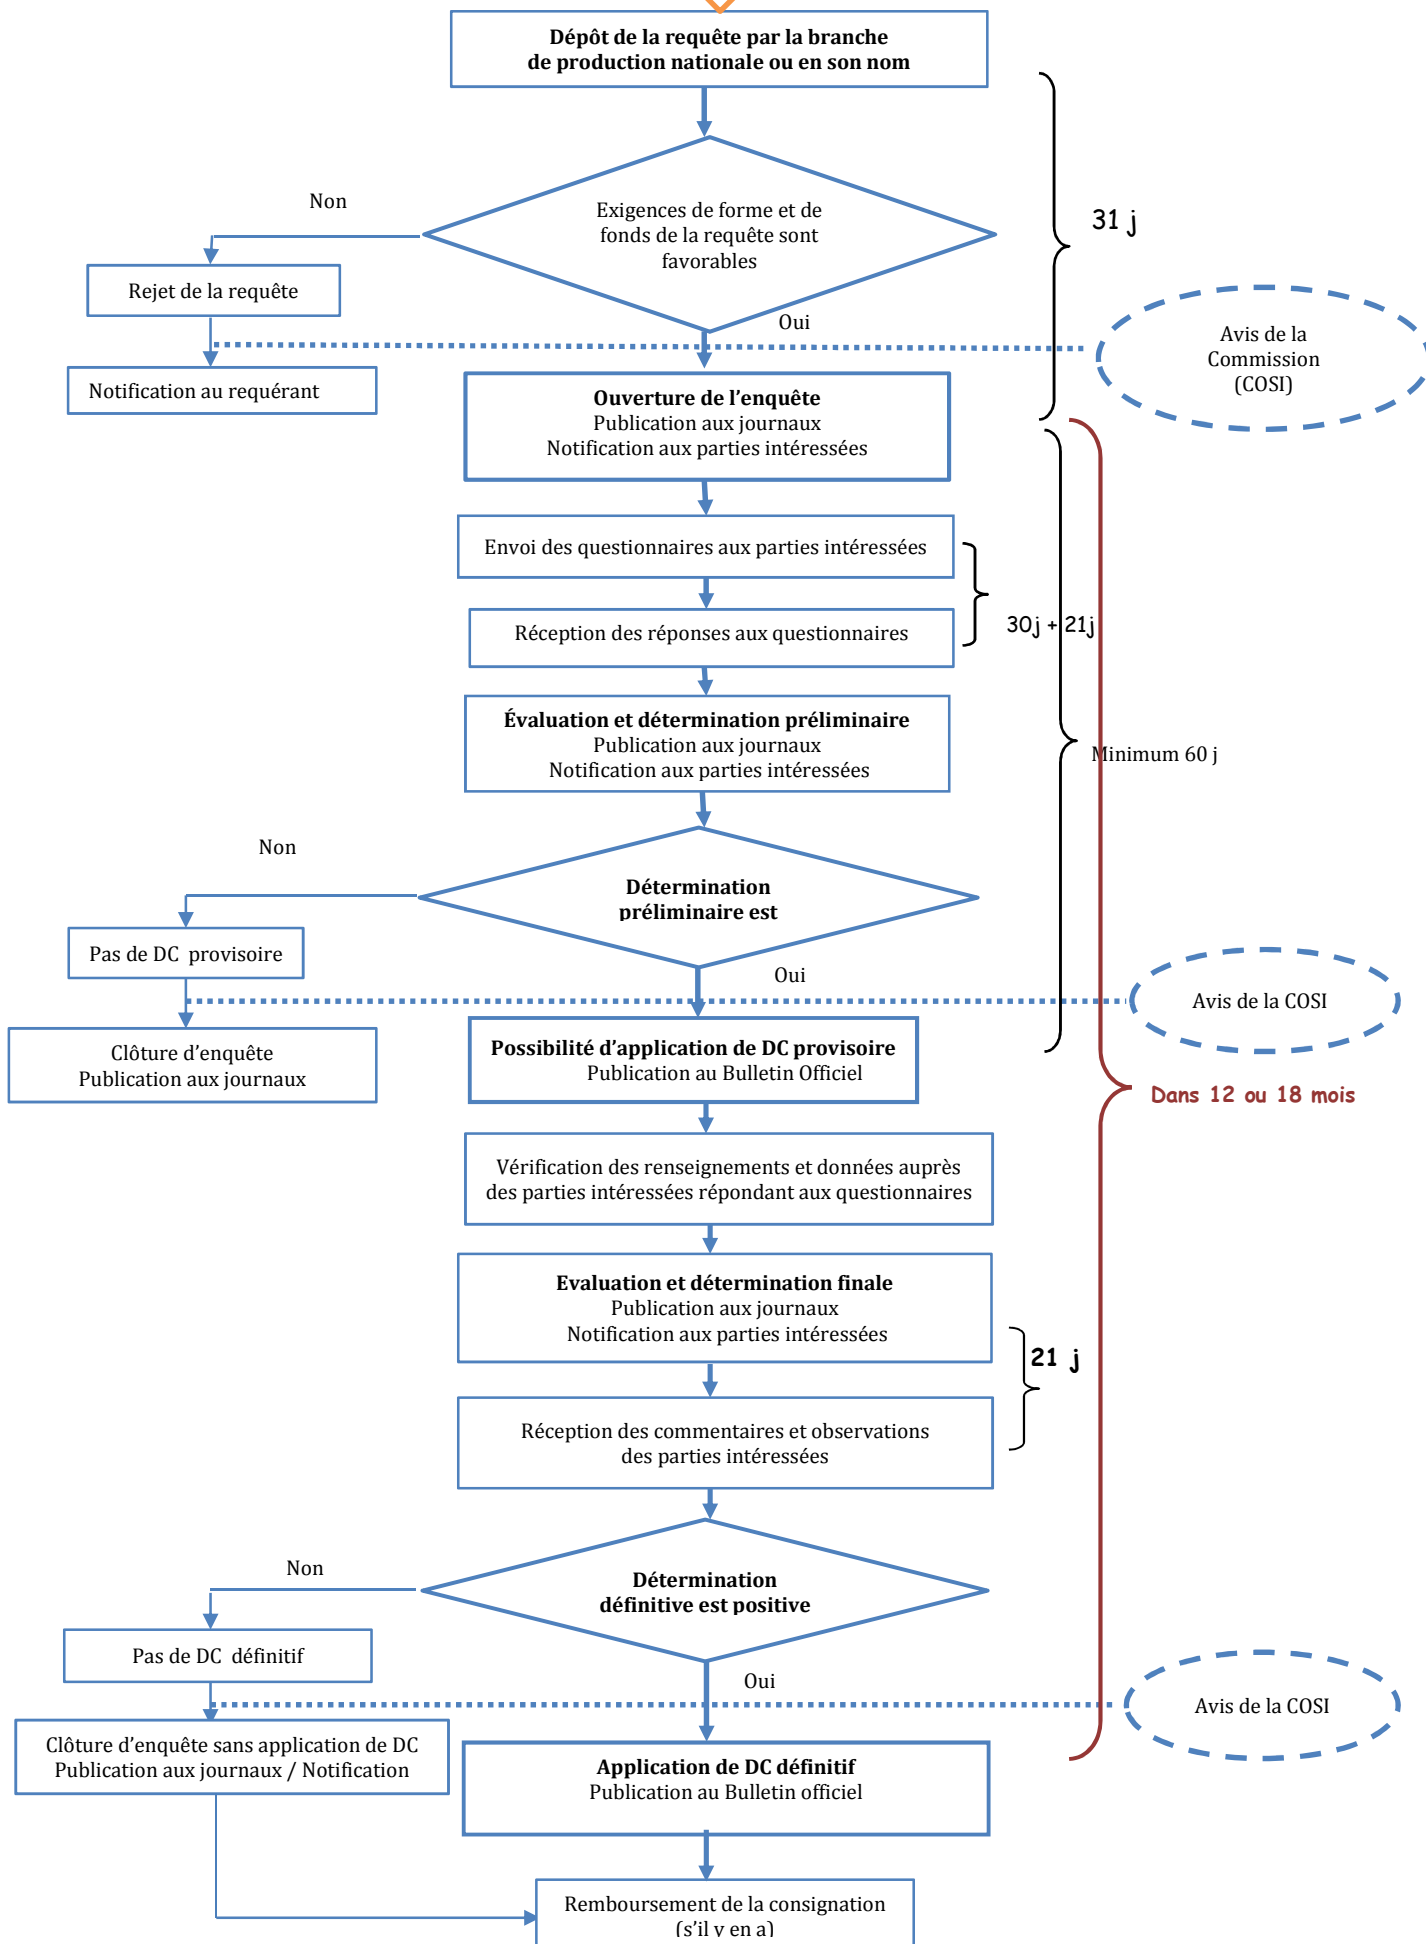 Dépôt de la requête par la branche
de production nationale ou en son nom
Non
Exigences de forme et de
fonds de la requête sont
favorables
31 j
Rejet de la requête
Oui
Avis de la
Commission
(COSI)
Notification au requérant
Ouverture de l’enquête
Publication aux journaux
Notification aux parties intéressées
Envoi des questionnaires aux parties intéressées
30j + 21j
Réception des réponses aux questionnaires
Évaluation et détermination préliminaire
Publication aux journaux
Notification aux parties intéressées
Minimum 60 j
Non
Détermination
préliminaire est
Pas de DC provisoire
Oui
Avis de la COSI
Clôture d’enquête
Publication aux journaux
Possibilité d’application de DC provisoire
Publication au Bulletin Officiel
Dans 12 ou 18 mois
Vérification des renseignements et données auprès
des parties intéressées répondant aux questionnaires
Evaluation et détermination finale
Publication aux journaux
Notification aux parties intéressées
21 j
Réception des commentaires et observations
des parties intéressées
Non
Détermination
définitive est positive
Pas de DC définitif
Oui
Avis de la COSI
Clôture d’enquête sans application de DC
Publication aux journaux / Notification
Application de DC définitif
Publication au Bulletin officiel
Remboursement de la consignation
(s’il y en a)